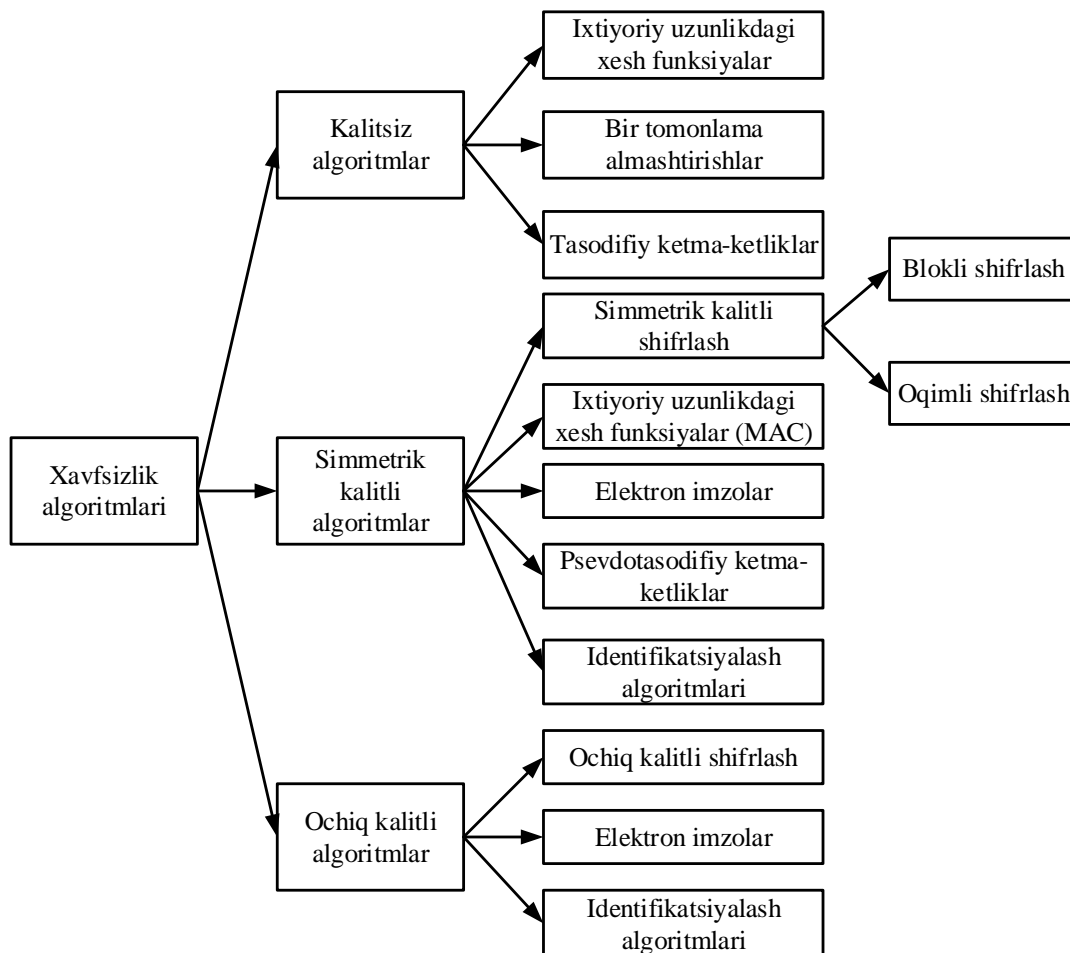 Ixtiyoriy uzunlikdagi
xesh funksiyalar
Kalitsiz
algoritmlar
Bir tomonlama
almashtirishlar
Tasodifiy ketma-ketliklar
Blokli shifrlash
Simmetrik kalitli
shifrlash
Oqimli shifrlash
Ixtiyoriy uzunlikdagi
xesh funksiyalar (MAC)
Xavfsizlik
algoritmlari
Simmetrik
kalitli
algoritmlar
Elektron imzolar
Psevdotasodifiy ketma-
ketliklar
Identifikatsiyalash
algoritmlari
Ochiq kalitli shifrlash
Ochiq kalitli
algoritmlar
Elektron imzolar
Identifikatsiyalash
algoritmlari